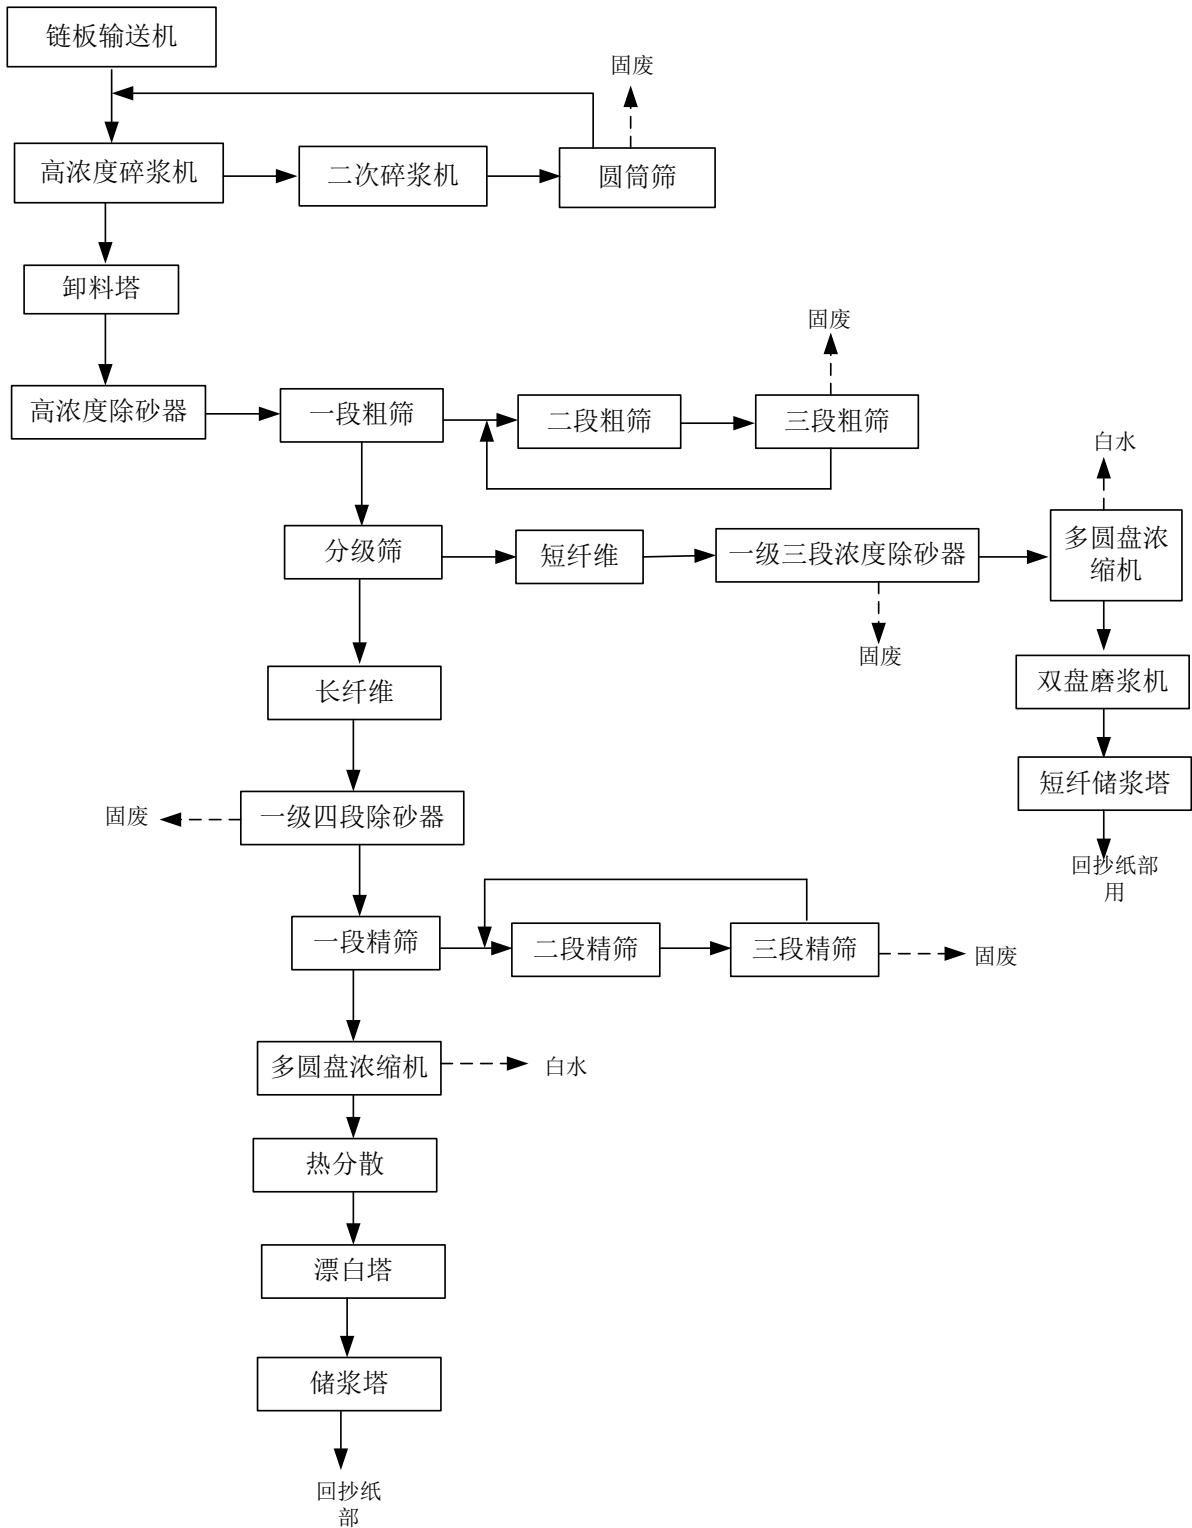 链板输送机
固废
高浓度碎浆机
二次碎浆机
圆筒筛
卸料塔
固废
高浓度除砂器
一段粗筛
二段粗筛
三段粗筛
白水
分级筛
短纤维
一级三段浓度除砂器
多圆盘浓
缩机
固废
长纤维
双盘磨浆机
短纤储浆塔
固废
一级四段除砂器
回抄纸部
用
一段精筛
二段精筛
三段精筛
固废
多圆盘浓缩机
白水
热分散
漂白塔
储浆塔
回抄纸
部